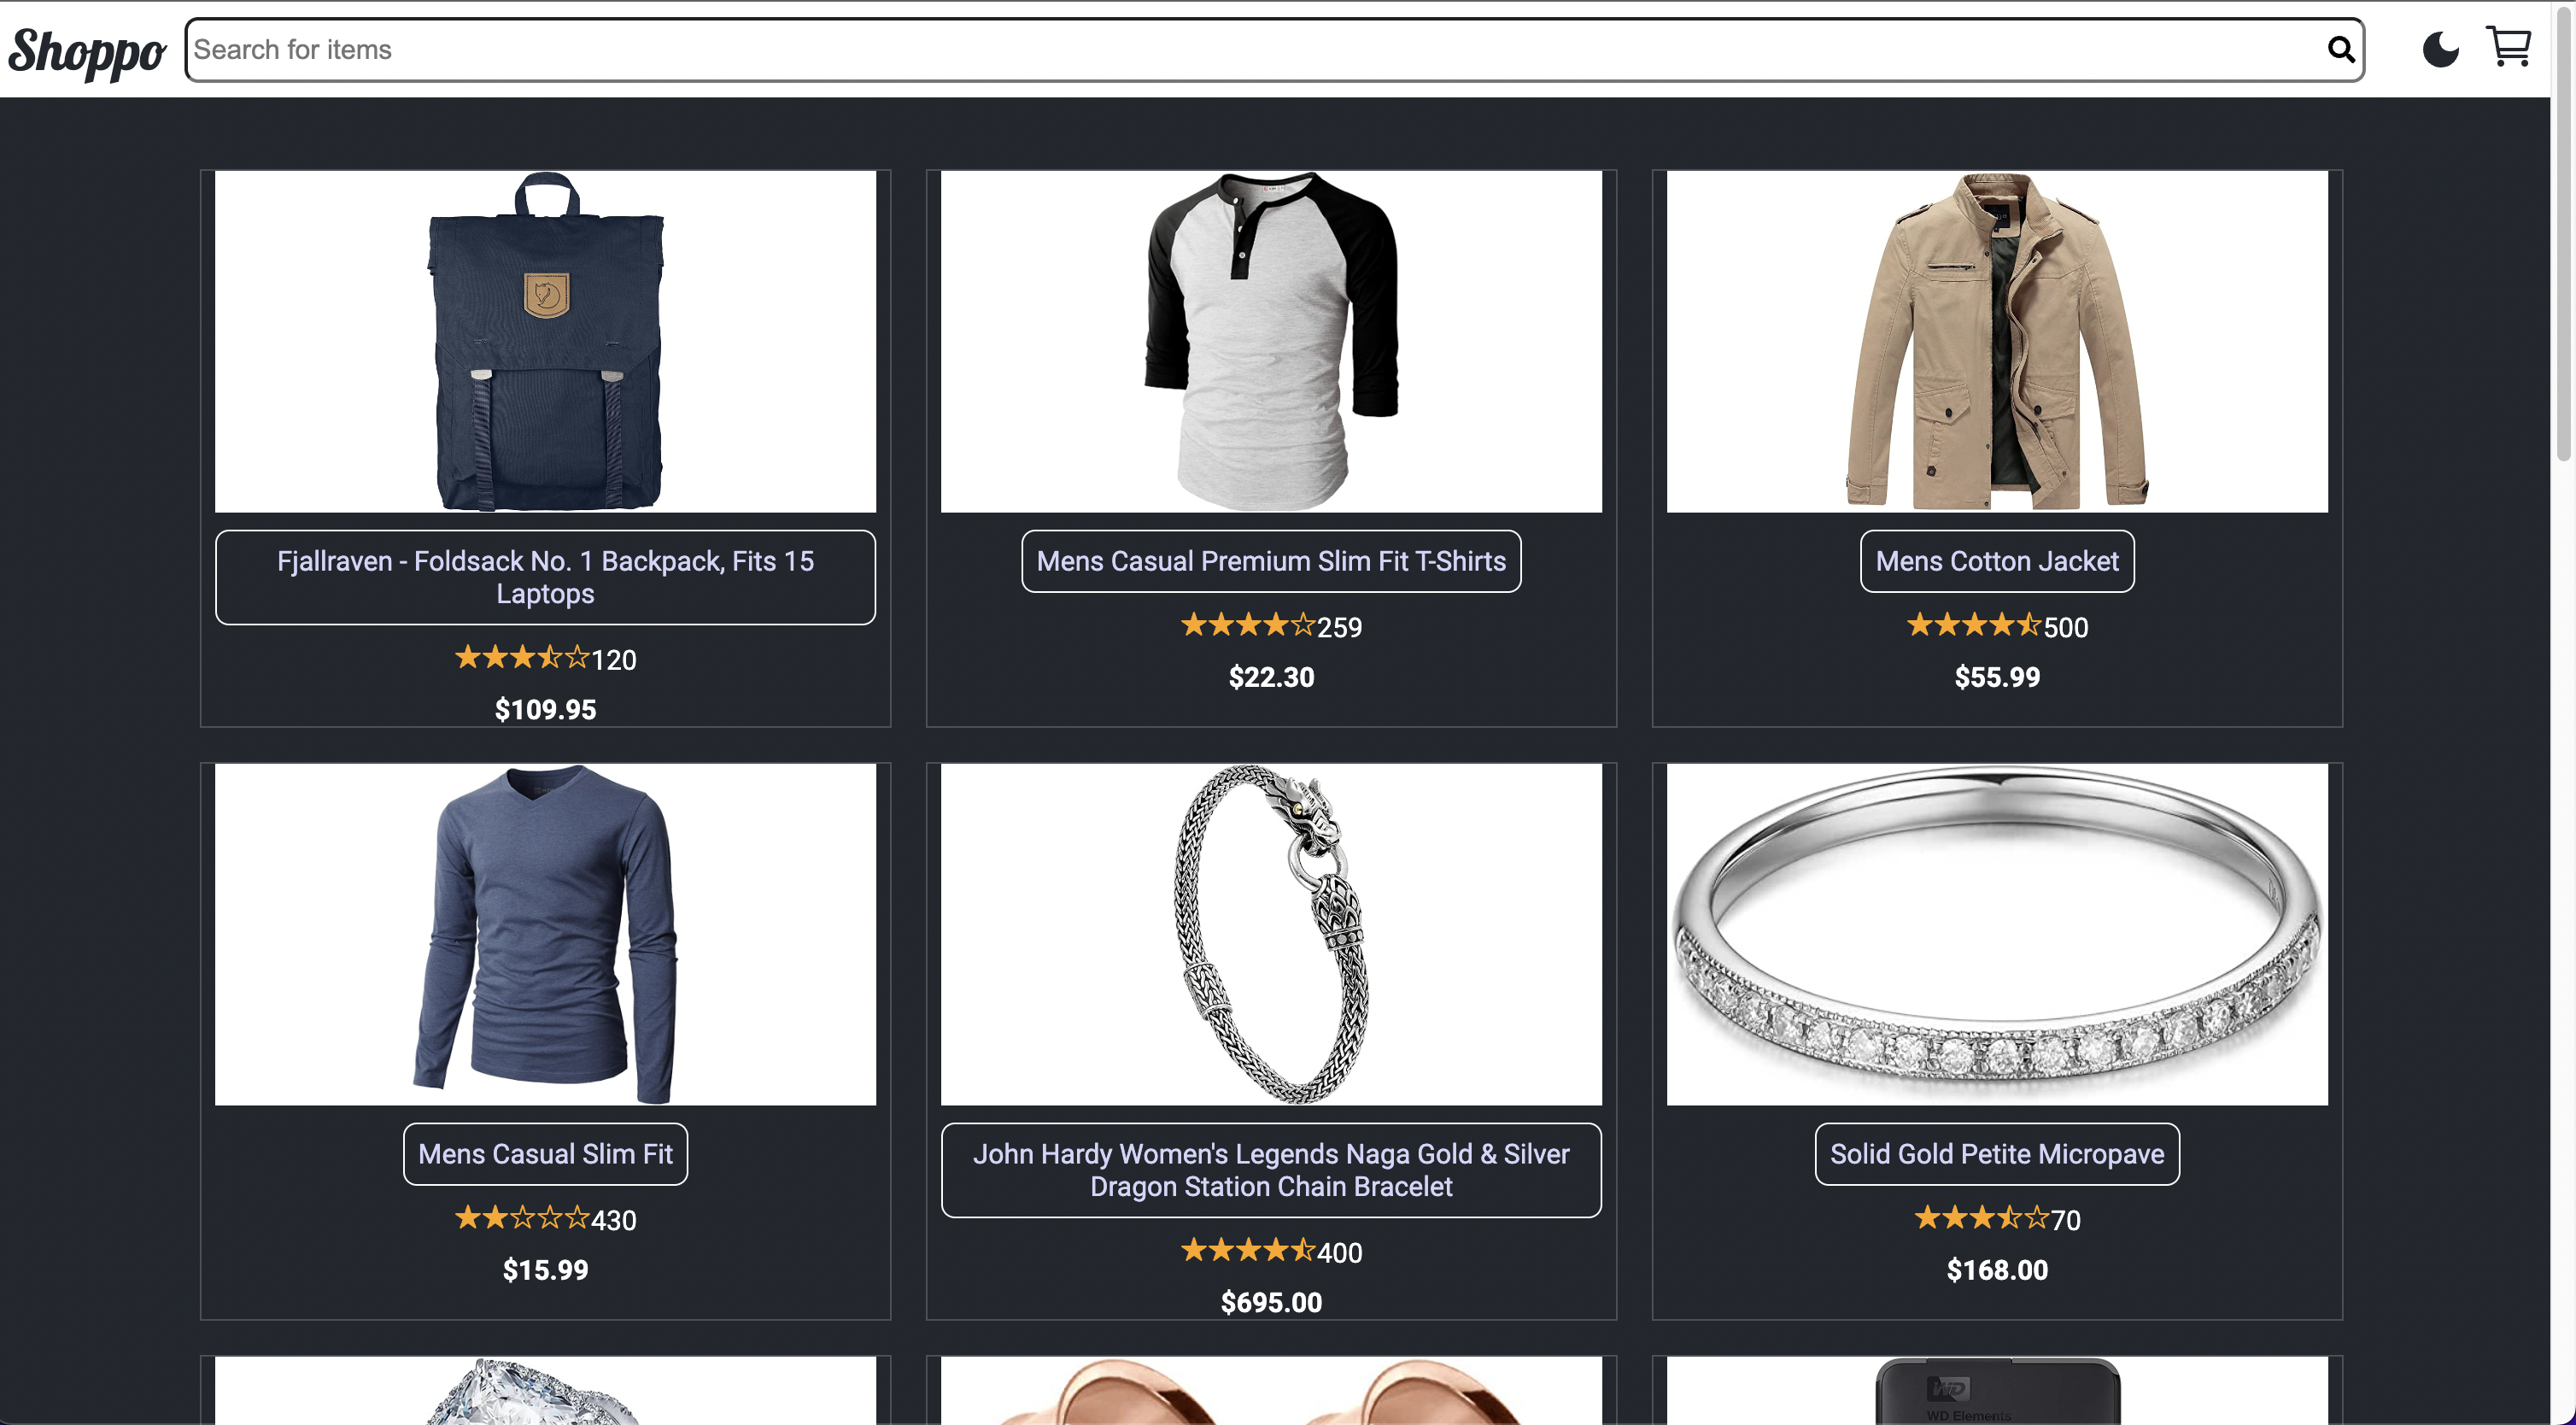 Shoppo
Search for items
Fjallraven - Foldsack No. 1 Backpack, Fits 15
Laptops
120
$109.95
Mens Casual Premium Slim Fit T-Shirts
259
$22.30
Mens Cotton Jacket
500
$55.99
Mens Casual Slim Fit
430
$15.99
John Hardy Women's Legends Naga Gold & Silver
Dragon Station Chain Bracelet
400
$695.00
Solid Gold Petite Micropave
70
$168.00
WD
WD Elements